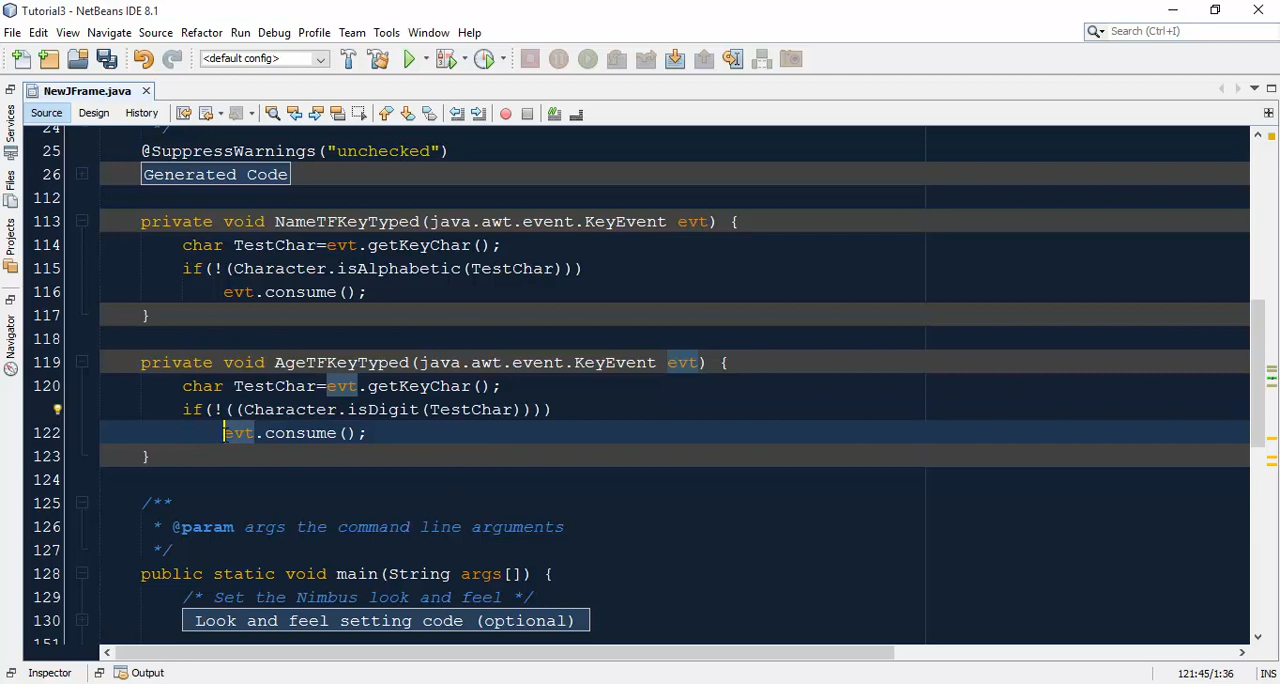 Tutorial3 - NetBeans IDE 8.1
File Edit View Navigate Source Refactor Run Debug Profile Team Tools Window Help
Search (Ctrl+I)
<default config>
NewJFrame.java
Source Design History
Services
Files
Projects
Navigator
24 */
25 @SuppressWarnings("unchecked")
26 Generated Code
112
113 private void NameTFKeyTyped(java.awt.event.KeyEvent evt) {
114 char TestChar=evt.getKeyChar();
115 if(!(Character.isAlphabetic(TestChar)))
116 evt.consume();
117 }
118
119 private void AgeTFKeyTyped(java.awt.event.KeyEvent evt) {
120 char TestChar=evt.getKeyChar();
if(!((Character.isDigit(TestChar))))
122 evt.consume();
123 }
124
125 /**
126 * @param args the command line arguments
127 */
128 public static void main(String args[]) {
129 /* Set the Nimbus look and feel */
130 Look and feel setting code (optional)
151
Inspector Output 121:45/1:36 INS